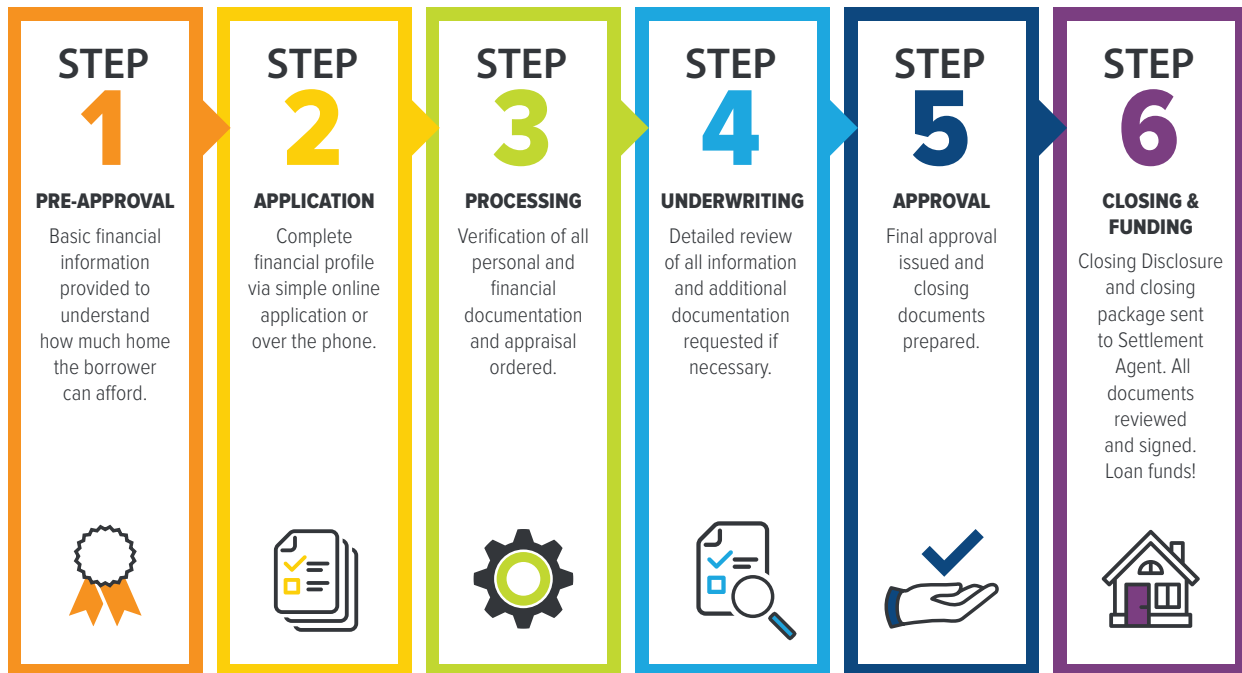 STEP
1
PRE-APPROVAL
Basic financial
information
provided to
understand
how much home
the borrower
can afford.
STEP
2
APPLICATION
Complete
financial profile
via simple online
application or
over the phone.
STEP
3
PROCESSING
Verification of all
personal and
financial
documentation
and appraisal
ordered.
STEP
4
UNDERWRITING
Detailed review
of all information
and additional
documentation
requested if
necessary.
STEP
5
APPROVAL
Final approval
issued and
closing
documents
prepared.
STEP
6
CLOSING &
FUNDING
Closing Disclosure
and closing
package sent
to Settlement
Agent. All
documents
reviewed
and signed.
Loan funds!